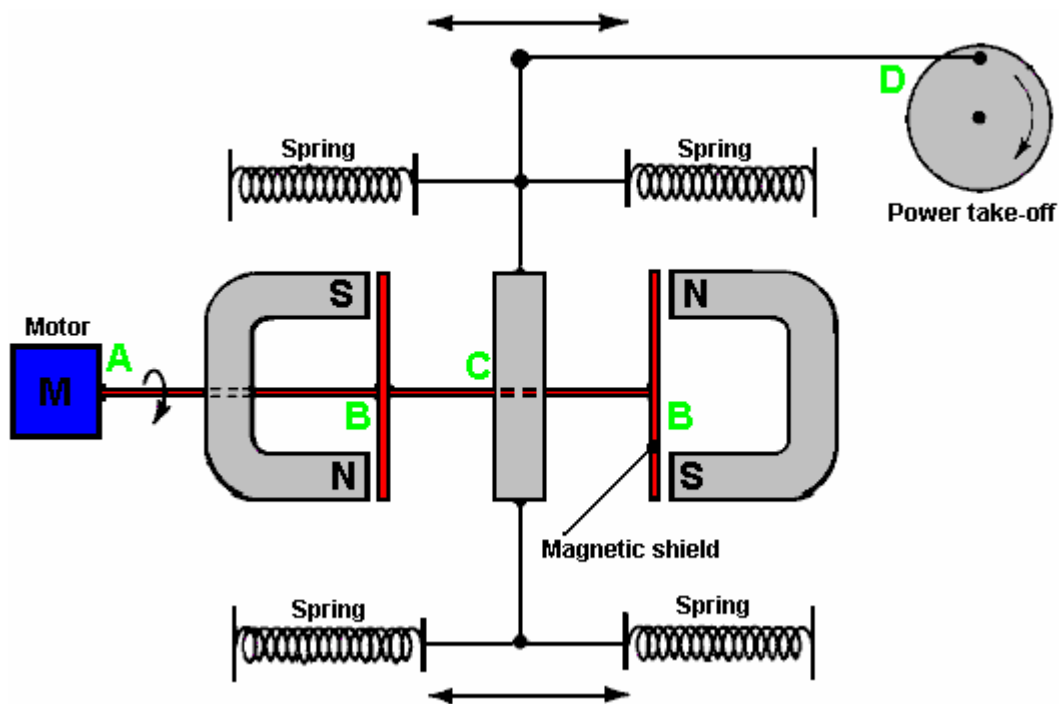 D
Spring
Spring
Power take-off
S
N
Motor
A
C
M
B
B
N
S
Magnetic shield
Spring
Spring